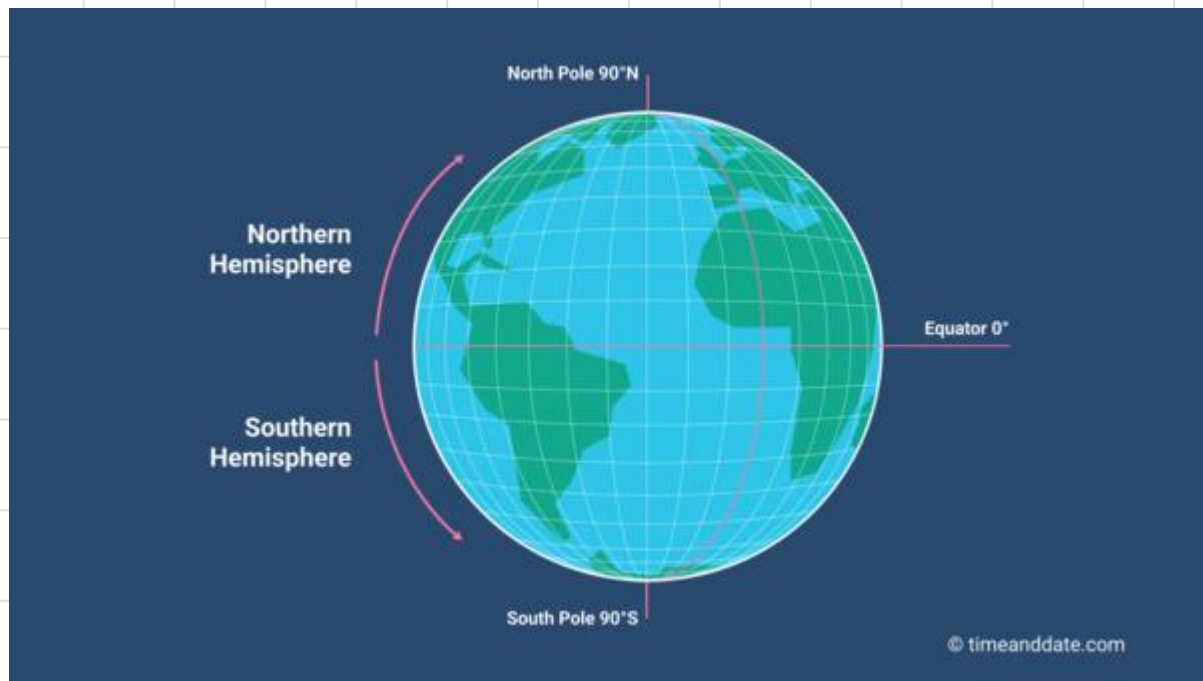 North Pole 90°N
Northern
Hemisphere
Equator 0°
Southern
Hemisphere
South Pole 90°S
© timeanddate.com